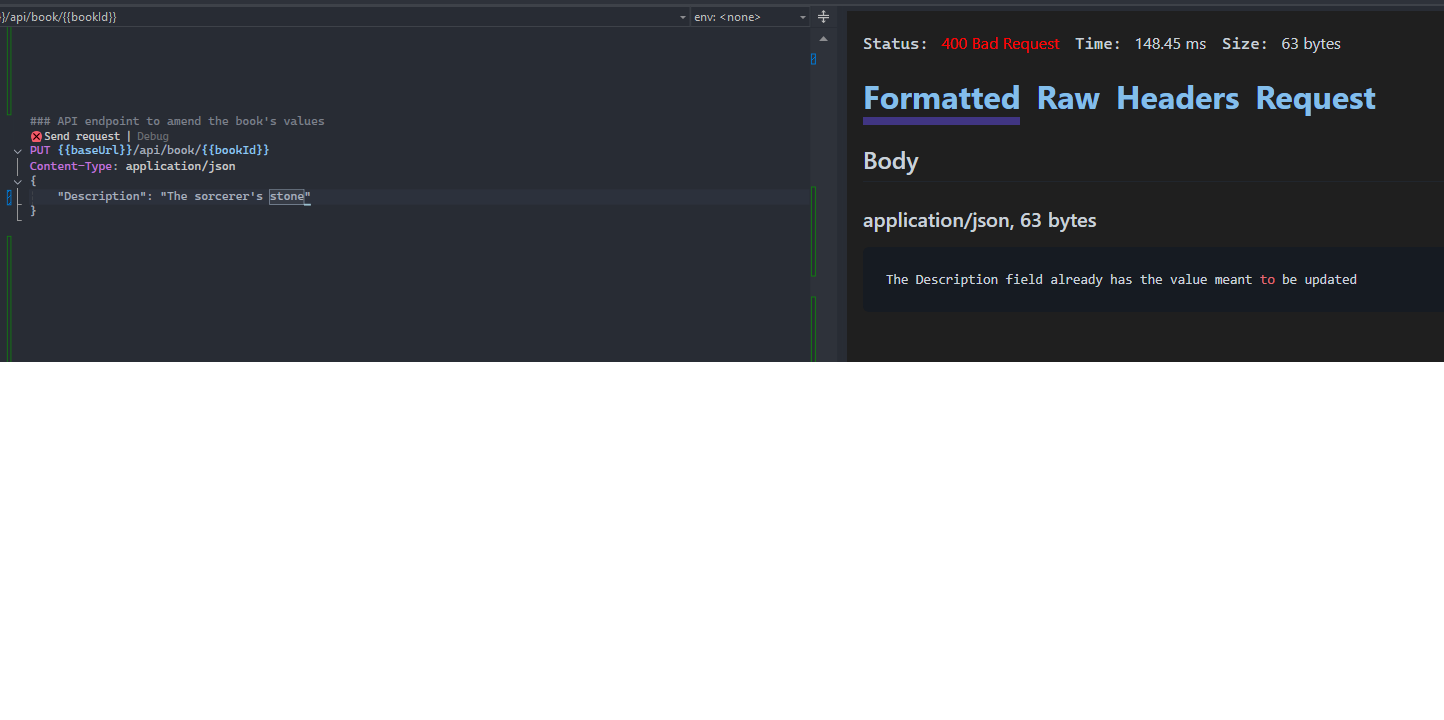 }/api/book/{{bookId}}
env: <none>
### API endpoint to amend the book's values
Send request | Debug
PUT {{baseUrl}}/api/book/{{bookId}}
Content-Type: application/json
{
"Description": "The sorcerer's stone"
}
Status: 400 Bad Request Time: 148.45 ms Size: 63 bytes
Formatted Raw Headers Request
Body
application/json, 63 bytes
The Description field already has the value meant to be updated